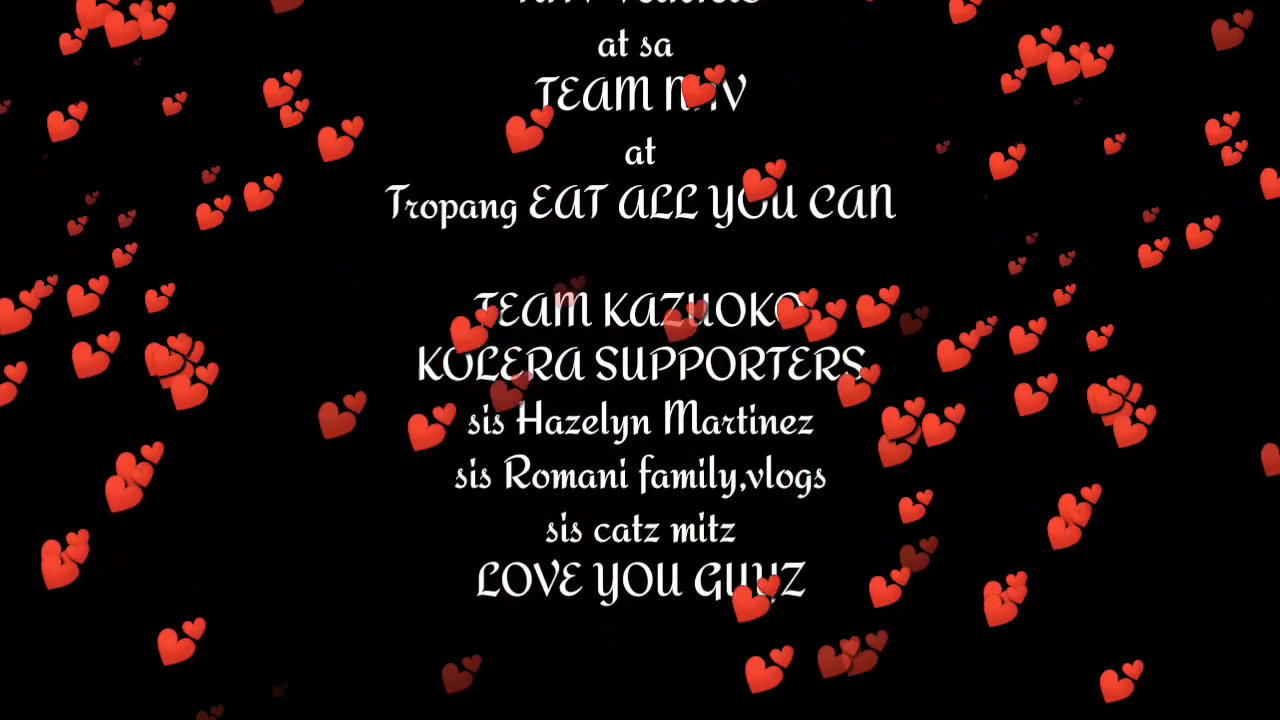 at sa
TEAM
at
Tropang EAT ALL YOU CAN
TEAM KAZUOKO
KOLERA SUPPORTERS
sis Hazelyn Martinez
sis Romani family,vlogs
sis catz mitz
LOVE YOU GUYZ